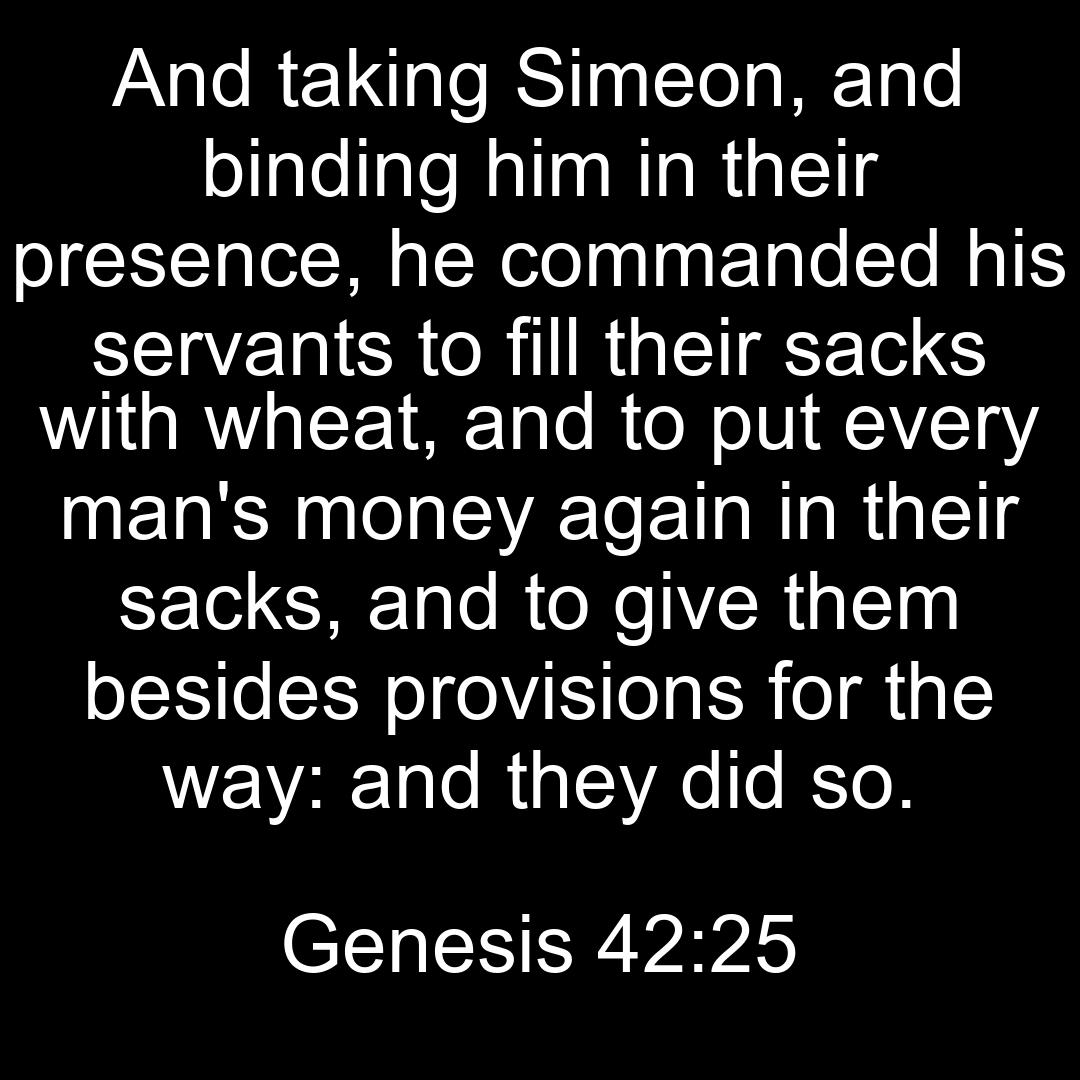 And taking Simeon, and
binding him in their
presence, he commanded his
servants to fill their sacks
with wheat, and to put every
man's money again in their
sacks, and to give them
besides provisions for the
way: and they did so.
Genesis 42:25